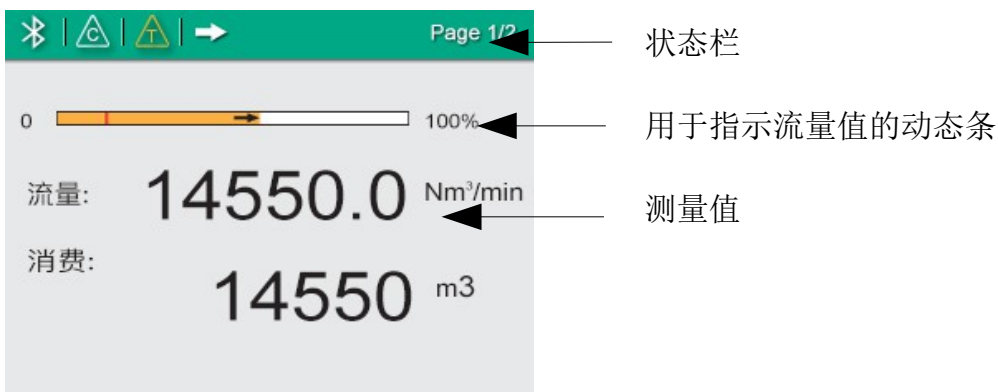 C T Page 1/2 状态栏
0 100% 用于指示流量值的动态条
流量: 14550.0 Nm³/min 测量值
消费:
14550 m3